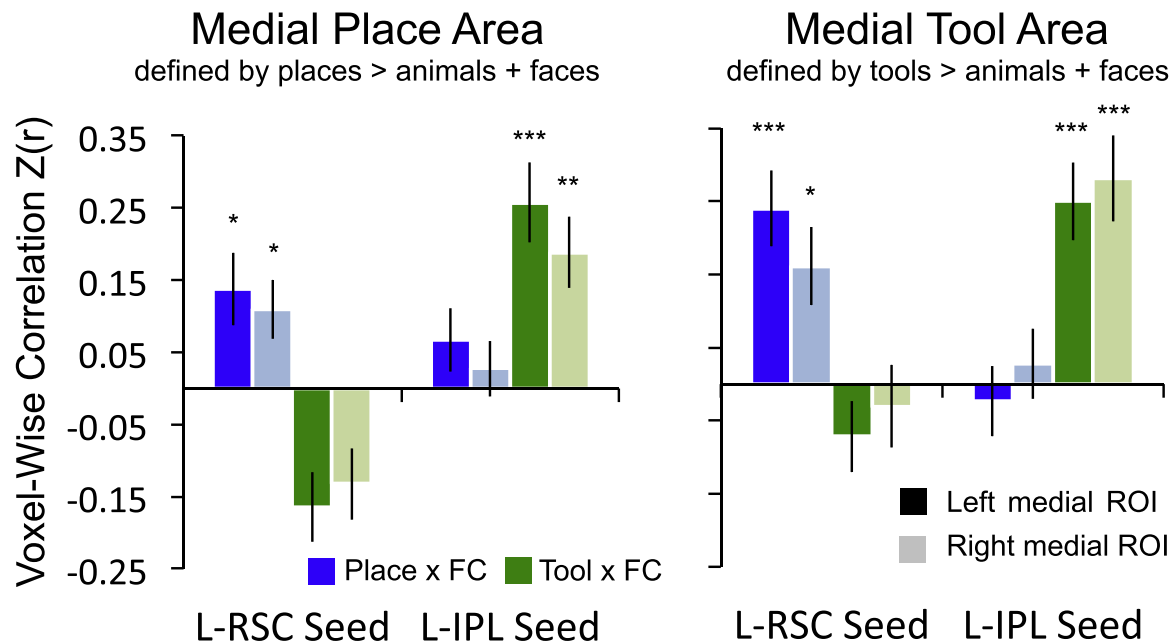 Medial Place Area
defined by places > animals + faces
Medial Tool Area
defined by tools > animals + faces
Voxel-Wise Correlation Z(r)
0.35
0.25
0.15
0.05
-0.05
-0.15
-0.25
*
*
***
**
***
*
***
***
Place x FC
Tool x FC
Left medial ROI
Right medial ROI
L-RSC Seed
L-IPL Seed
L-RSC Seed
L-IPL Seed